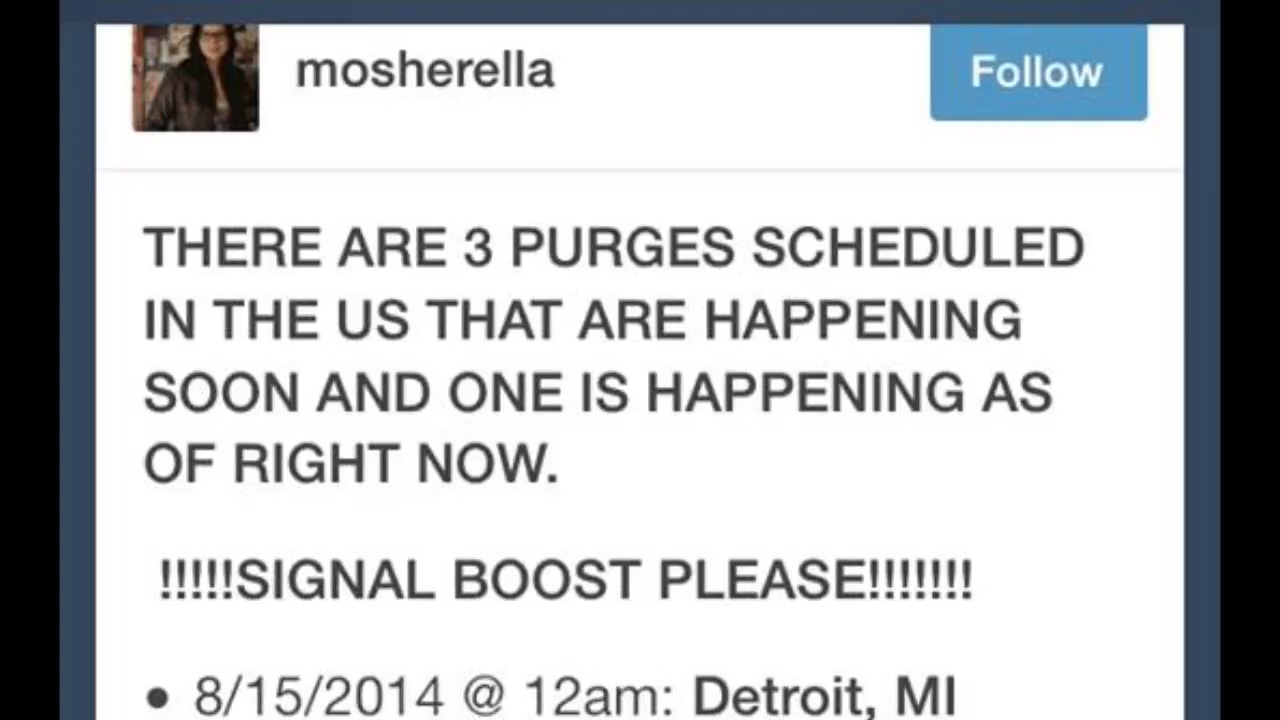 mosherella
Follow
THERE ARE 3 PURGES SCHEDULED
IN THE US THAT ARE HAPPENING
SOON AND ONE IS HAPPENING AS
OF RIGHT NOW.
!!!!!SIGNAL BOOST PLEASE!!!!!!!
• 8/15/2014 @ 12am: Detroit, MI